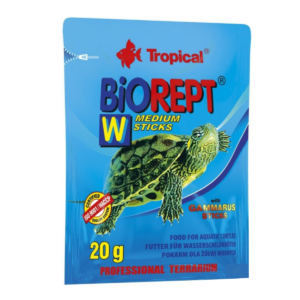 Tropical®
BiOREPT®
W MEDIUM
STICKS
with
GAMMARUS
20 g
FOOD FOR AQUATIC TURTLES
FUTTER FÜR WASSERSCHILDKRÖTEN
POKARM DLA ŻÓŁWI WODNYCH
PROFESSIONAL TERRARIUM